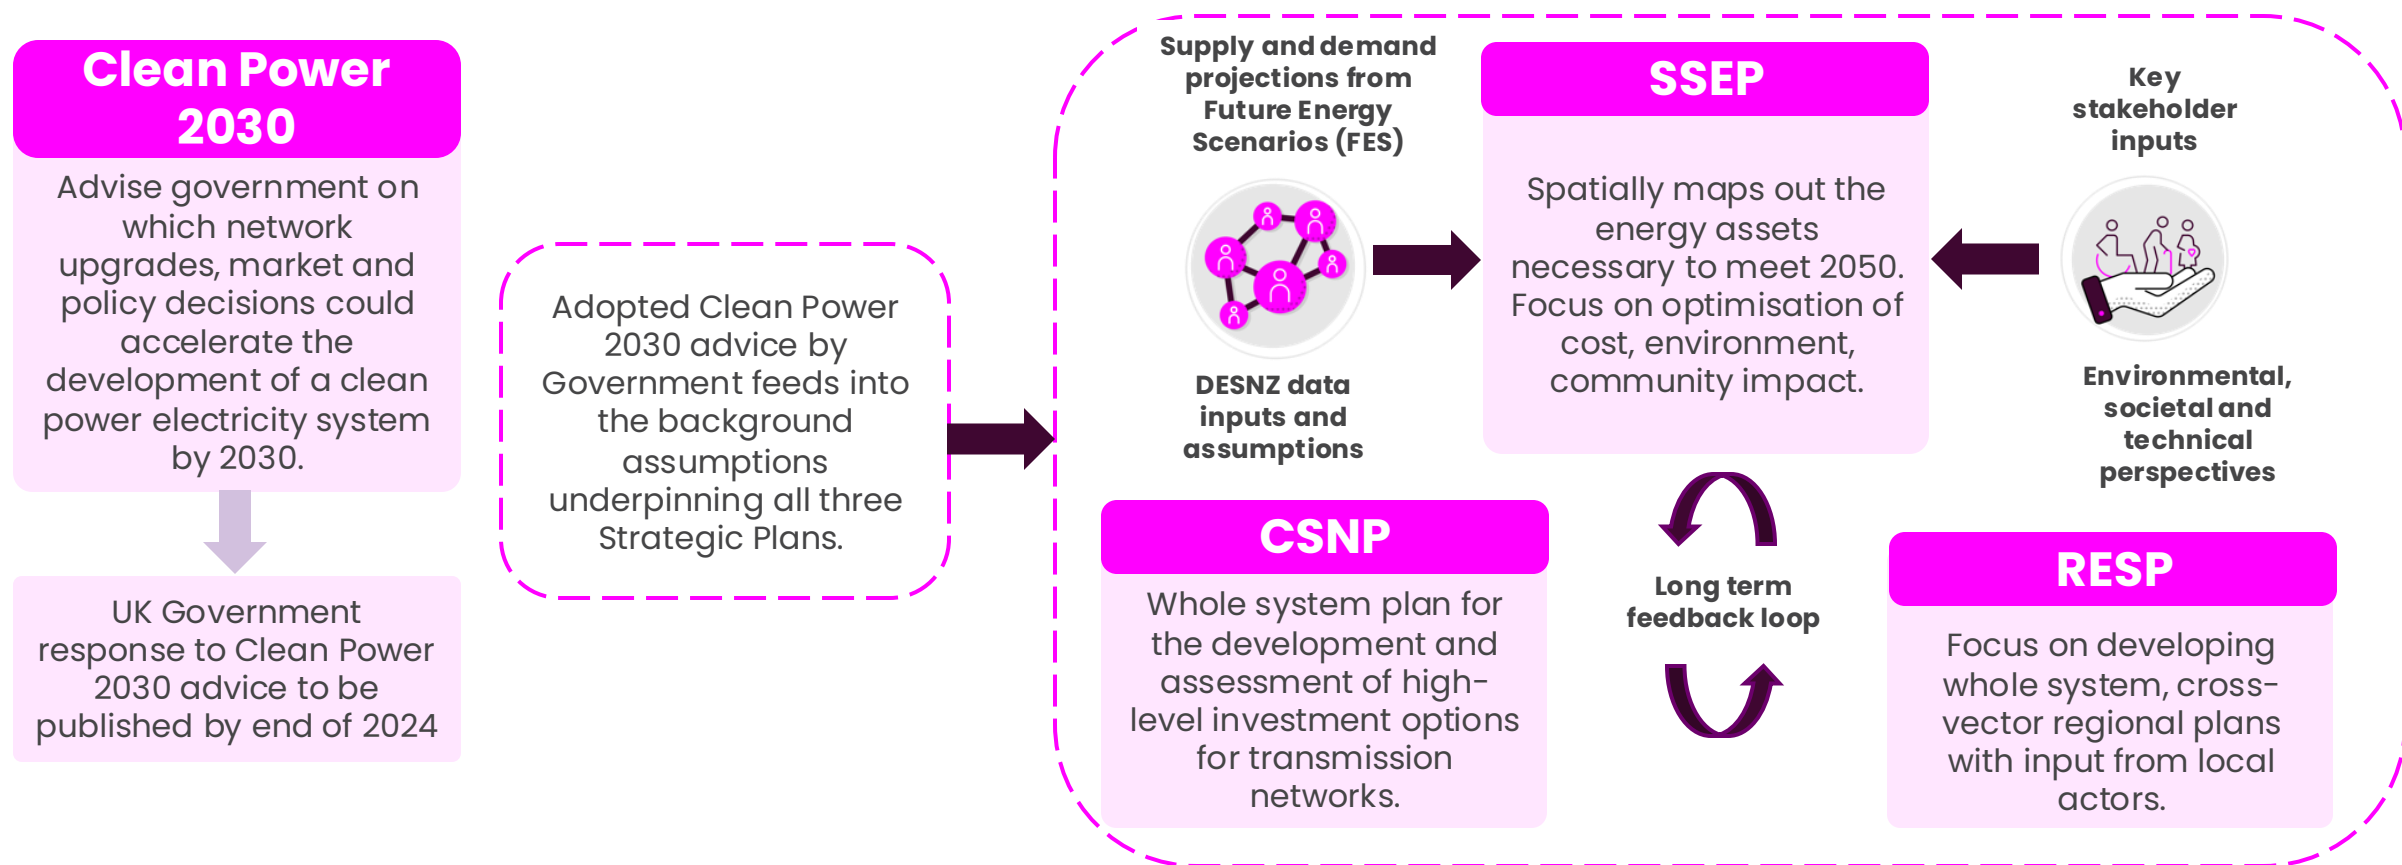 Clean Power
2030
Advise government on
which network
upgrades, market and
policy decisions could
accelerate the
development of a clean
power electricity system
by 2030.
UK Government
response to Clean Power
2030 advice to be
published by end of 2024
Adopted Clean Power
2030 advice by
Government feeds into
the background
assumptions
underpinning all three
Strategic Plans.
Supply and demand
projections from
Future Energy
Scenarios (FES)
DESNZ data
inputs and
assumptions
SSEP
Spatially maps out the
energy assets
necessary to meet 2050.
Focus on optimisation of
cost, environment,
community impact.
Key
stakeholder
inputs
Environmental,
societal and
technical
perspectives
CSNP
Whole system plan for
the development and
assessment of high-
level investment options
for transmission
networks.
Long term
feedback loop
RESP
Focus on developing
whole system, cross-
vector regional plans
with input from local
actors.